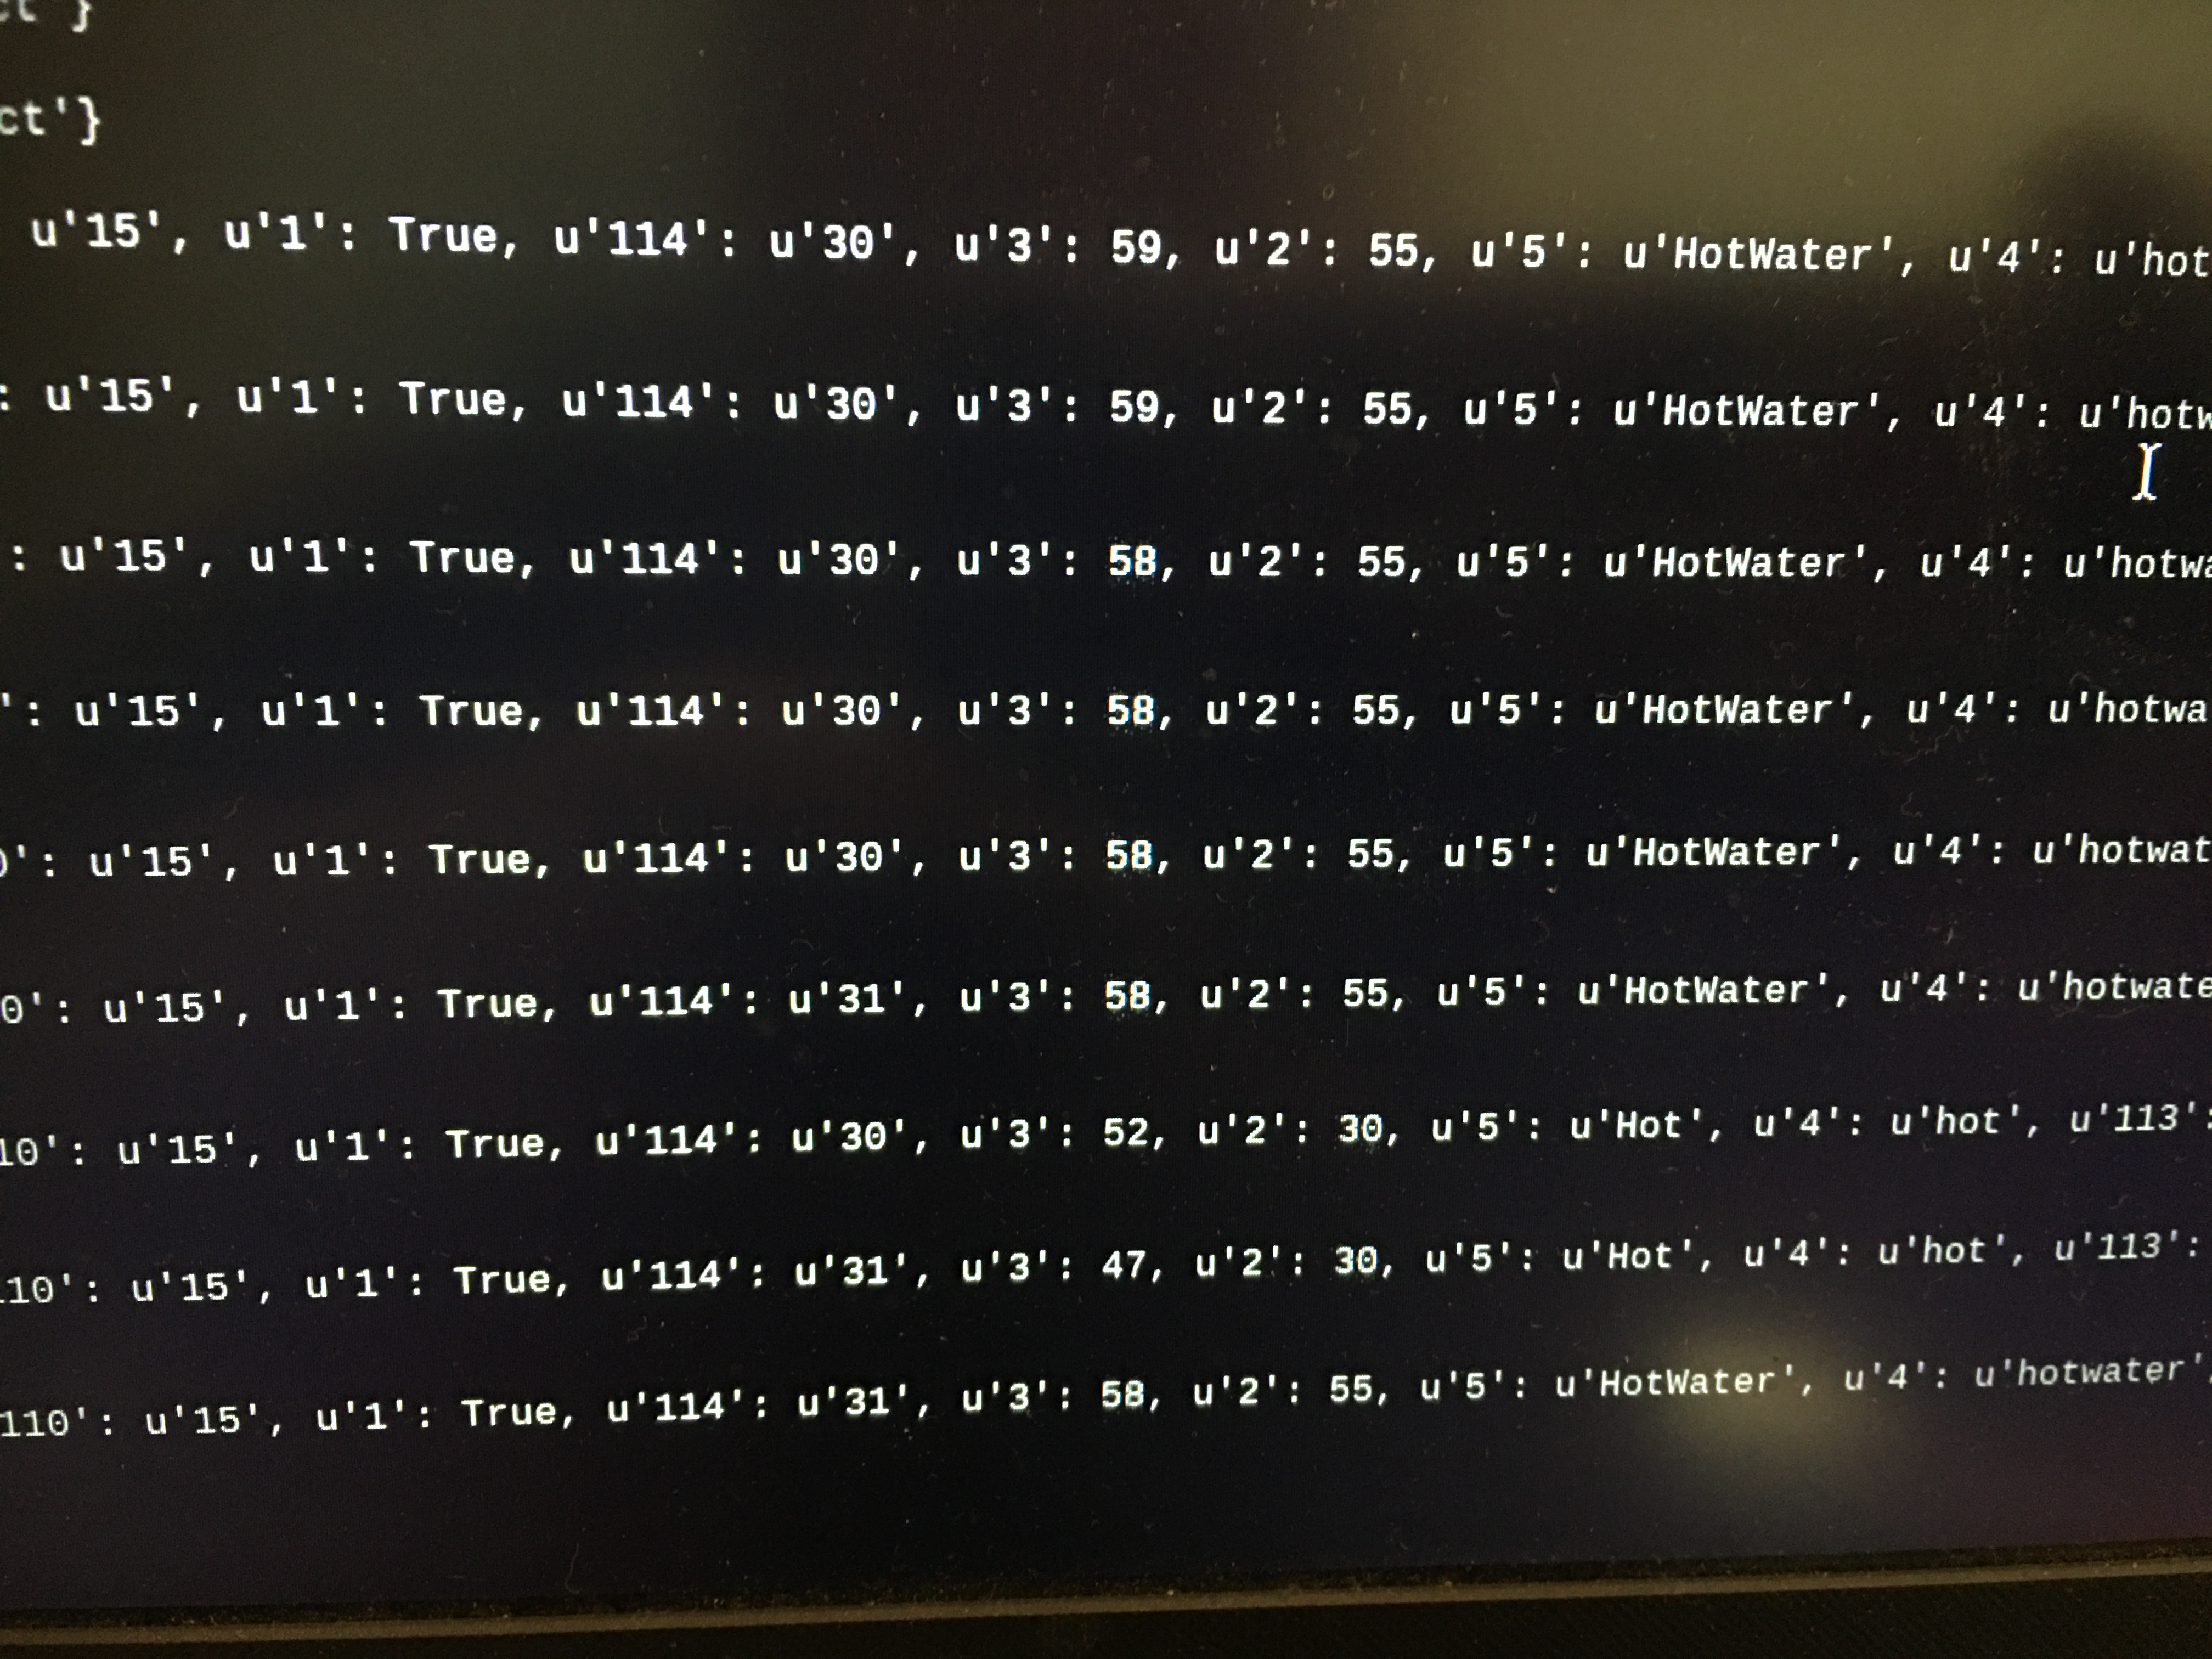 ct'}
ct'}
u'15', u'1': True, u'114': u'30', u'3': 59, u'2': 55, u'5': u'HotWater', u'4': u'hot
: u'15', u'1': True, u'114': u'30', u'3': 59, u'2': 55, u'5': u'HotWater', u'4': u'hotw
: u'15', u'1': True, u'114': u'30', u'3': 58, u'2': 55, u'5': u'HotWater', u'4': u'hotwa
': u'15', u'1': True, u'114': u'30', u'3': 58, u'2': 55, u'5': u'HotWater', u'4': u'hotwa
0': u'15', u'1': True, u'114': u'30', u'3': 58, u'2': 55, u'5': u'HotWater', u'4': u'hotwat
0': u'15', u'1': True, u'114': u'31', u'3': 58, u'2': 55, u'5': u'HotWater', u'4': u'hotwate
10': u'15', u'1': True, u'114': u'30', u'3': 52, u'2': 30, u'5': u'Hot', u'4': u'hot', u'113':
110': u'15', u'1': True, u'114': u'31', u'3': 47, u'2': 30, u'5': u'Hot', u'4': u'hot', u'113':
110': u'15', u'1': True, u'114': u'31', u'3': 58, u'2': 55, u'5': u'HotWater', u'4': u'hotwater',